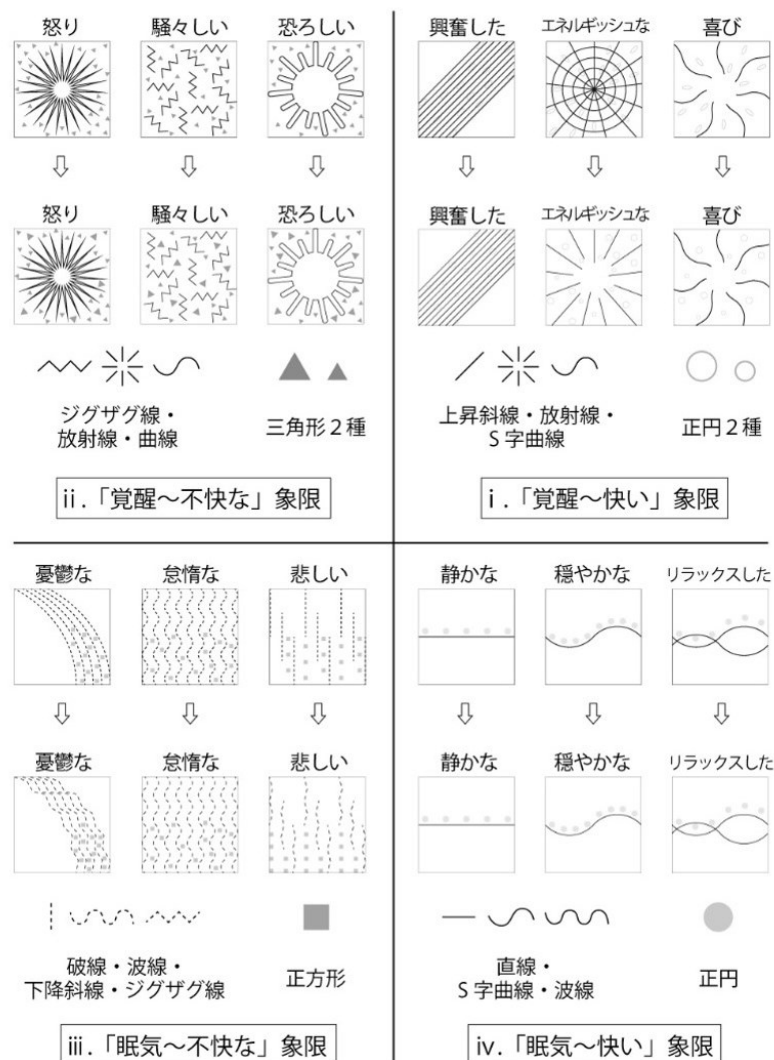 怒り 騒々しい 恐ろしい
怒り 騒々しい 恐ろしい
ジグザグ線・
放射線・曲線
三角形2種
ii.「覚醒～不快な」象限
興奮した エネルギッシュな 喜び
興奮した エネルギッシュな 喜び
上昇斜線・放射線・
S字曲線
正円2種
i.「覚醒～快い」象限
憂鬱な 怠惰な 悲しい
憂鬱な 怠惰な 悲しい
破線・波線・
下降斜線・ジグザグ線
正方形
iii.「眠気～不快な」象限
静かな 穏やかな リラックスした
静かな 穏やかな リラックスした
直線・
S字曲線・波線
正円
iv.「眠気～快い」象限